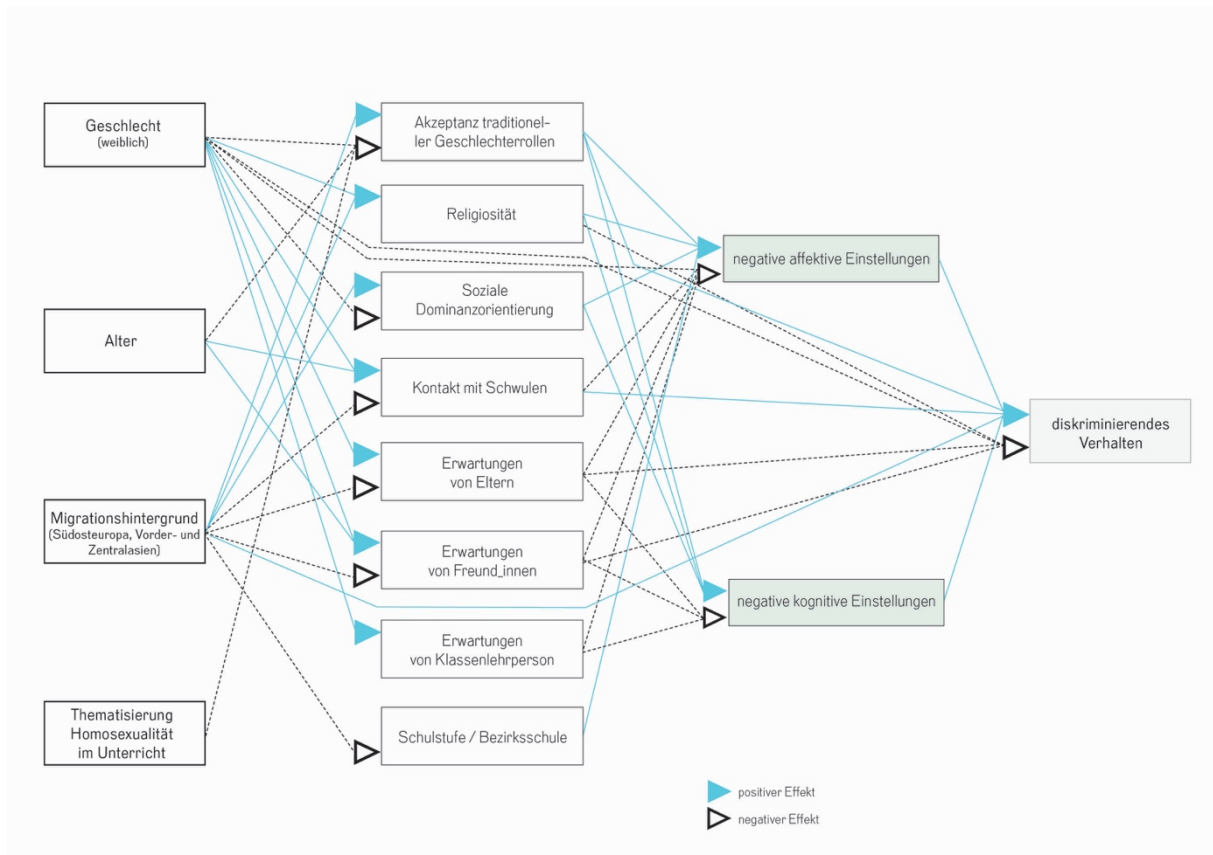 Geschlecht
(weiblich)
Alter
Migrationshintergrund
(Südosteuropa, Vorder- und
Zentralasien)
Thematisierung
Homosexualität
im Unterricht
Akzeptanz traditionel-
ler Geschlechterrollen
Religiosität
Soziale
Dominanzorientierung
Kontakt mit Schwulen
Erwartungen
von Eltern
Erwartungen
von Freund_innen
Erwartungen
von Klassenlehrperson
Schulstufe / Bezirksschule
negative affektive Einstellungen
negative kognitive Einstellungen
diskriminierendes
Verhalten
positiver Effekt
negativer Effekt